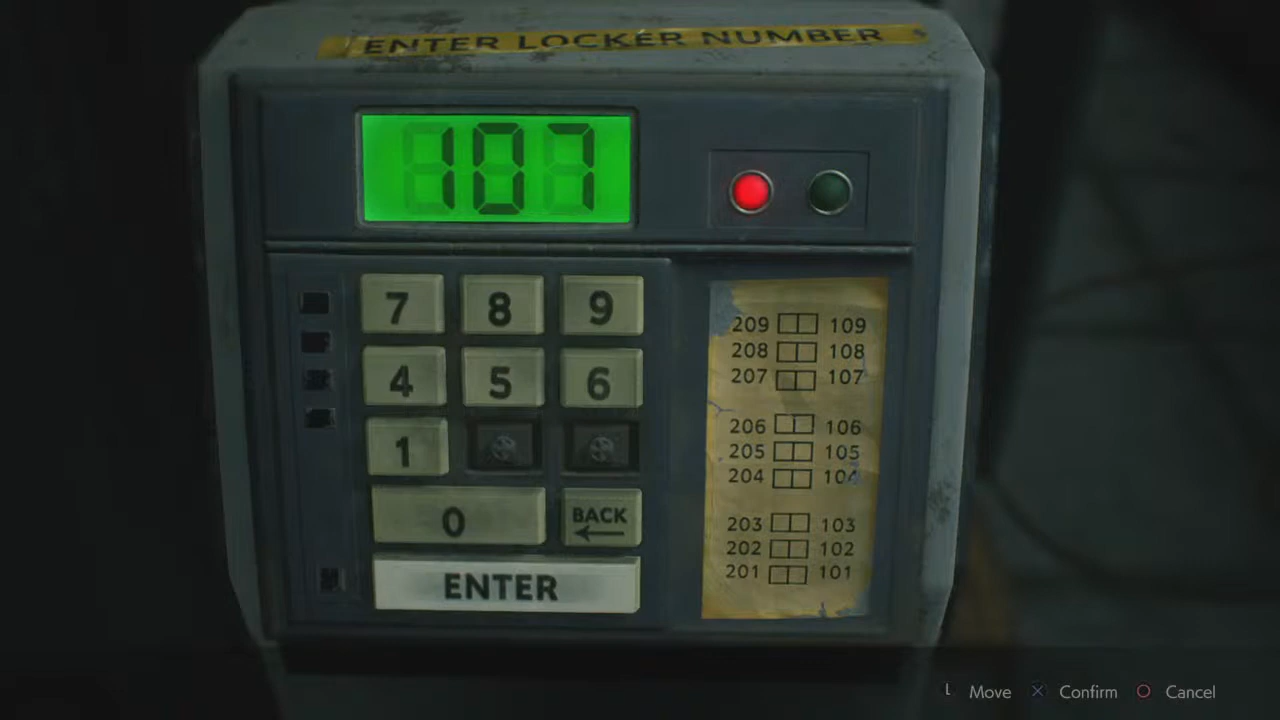 ENTER LOCKER NUMBER
107
7 8 9
4 5 6
1
0 BACK
ENTER
209 109
208 108
207 107
206 106
205 105
204 104
203 103
202 102
201 101
L Move X Confirm O Cancel